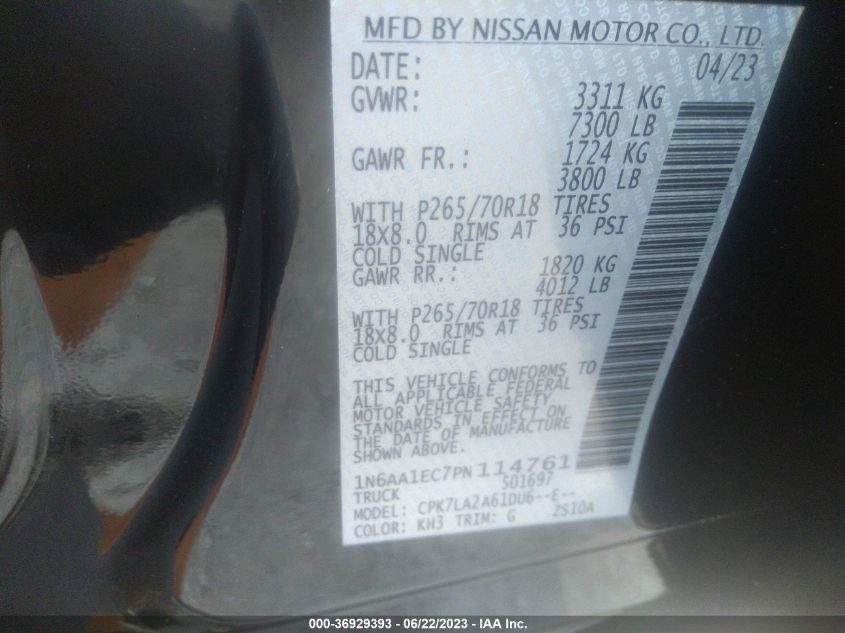 MFD BY NISSAN MOTOR CO., LTD.
DATE: 04/23
GVWR: 3311 KG
7300 LB
GAWR FR.: 1724 KG
3800 LB
WITH P265/70R18 TIRES
18X8.0 RIMS AT 36 PSI
COLD SINGLE
GAWR RR.: 1820 KG
4012 LB
WITH P265/70R18 TIRES
18X8.0 RIMS AT 36 PSI
COLD SINGLE
THIS VEHICLE CONFORMS TO
ALL APPLICABLE FEDERAL
MOTOR VEHICLE SAFETY
STANDARDS IN EFFECT ON
THE DATE OF MANUFACTURE
SHOWN ABOVE.
1N6AA1EC7PN114761
TRUCK S01697
MODEL: CPK7LA2A61DU6--E--
COLOR: KH3 TRIM: G ZS10A
000-36929393 - 06/22/2023 - IAA Inc.